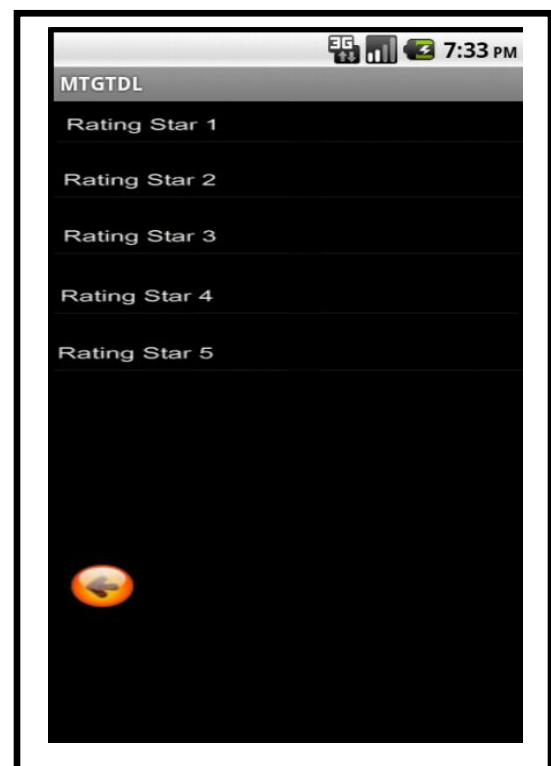 3G 7:33 PM
MTGTDL
Rating Star 1
Rating Star 2
Rating Star 3
Rating Star 4
Rating Star 5